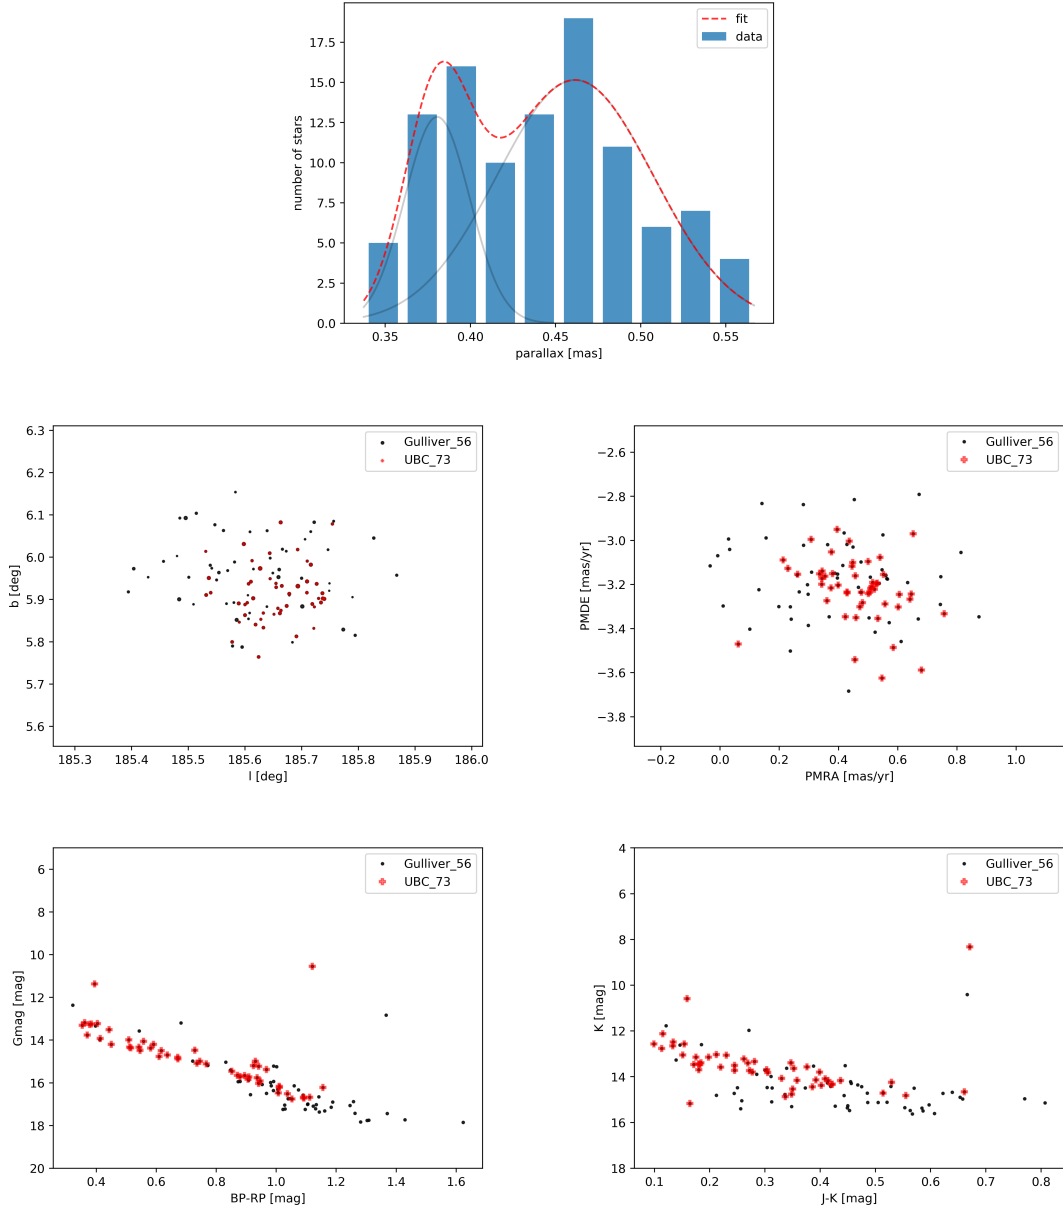 fit
data
17.5
15.0
12.5
10.0
7.5
5.0
2.5
0.0
number of stars
0.35 0.40 0.45 0.50 0.55
parallax [mas]
Gulliver_56
UBC_73
6.3
6.2
6.1
6.0
5.9
5.8
5.7
5.6
b [deg]
185.3 185.4 185.5 185.6 185.7 185.8 185.9 186.0
l [deg]
Gulliver_56
UBC_73
−2.6
−2.8
−3.0
−3.2
−3.4
−3.6
−3.8
PMDE [mas/yr]
−0.2 0.0 0.2 0.4 0.6 0.8 1.0
PMRA [mas/yr]
Gulliver_56
UBC_73
6
8
10
12
14
16
18
20
Gmag [mag]
0.4 0.6 0.8 1.0 1.2 1.4 1.6
BP-RP [mag]
Gulliver_56
UBC_73
4
6
8
10
12
14
16
18
K [mag]
0.1 0.2 0.3 0.4 0.5 0.6 0.7 0.8
J-K [mag]